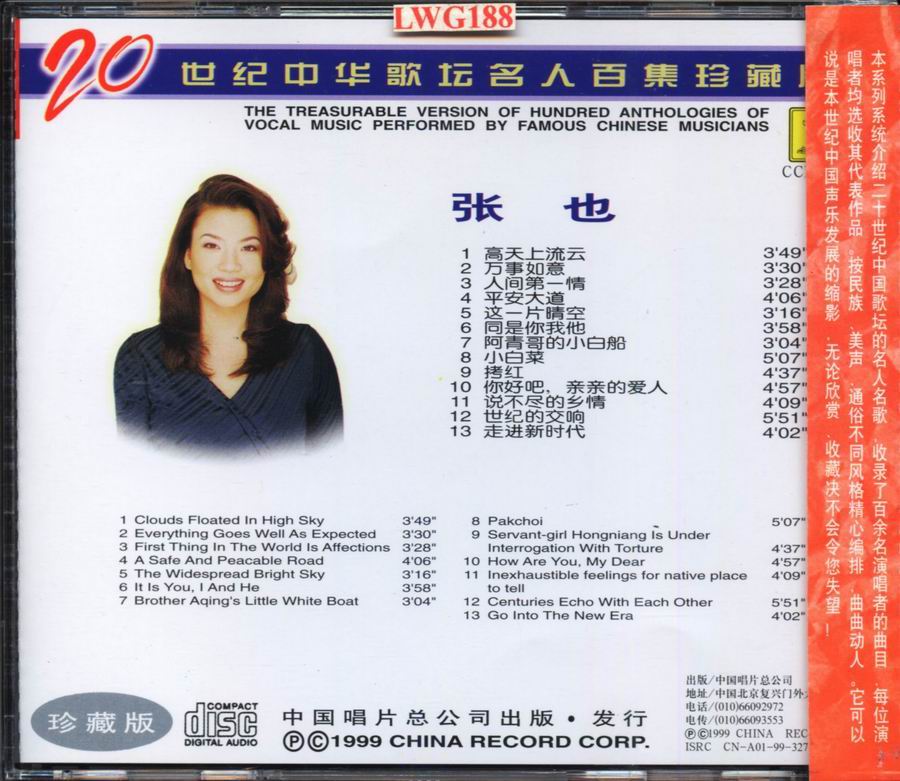 LWG188
20 世纪中华歌坛名人百集珍藏
THE TREASURABLE VERSION OF HUNDRED ANTHOLOGIES OF
VOCAL MUSIC PERFORMED BY FAMOUS CHINESE MUSICIANS
CC
张 也
1 高天上流云 3'49"
2 万事如意 3'30"
3 人间第一情 3'28"
4 平安大道 4'06"
5 这一片晴空 3'16"
6 同是你我他 3'58"
7 阿青哥的小白船 3'04"
8 小白菜 5'07"
9 拷红 4'37"
10 你好吧，亲亲的爱人 4'57"
11 说不尽的乡情 4'09"
12 世纪的交响 5'51"
13 走进新时代 4'02"
1 Clouds Floated In High Sky 3'49"
2 Everything Goes Well As Expected 3'30"
3 First Thing In The World Is Affections 3'28"
4 A Safe And Peacable Road 4'06"
5 The Widespread Bright Sky 3'16"
6 It Is You, I And He 3'58"
7 Brother Aqing's Little White Boat 3'04"
8 Pakchoi 5'07"
9 Servant-girl Hongniang Is Under
Interrogation With Torture 4'37"
10 How Are You, My Dear 4'57"
11 Inexhaustible feelings for native place 4'09"
to tell
12 Centuries Echo With Each Other 5'51"
13 Go Into The New Era 4'02"
珍藏版
COMPACT
disc
DIGITAL AUDIO
中国唱片总公司出版·发行
ⓟ©1999 CHINA RECORD CORP.
出版/中国唱片总公司
地址/中国北京复兴门外
电话/(010)66092972
电传/(010)66093553
ⓟ©1999 CHINA RECOR
ISRC CN-A01-99-327
本系列系统介绍二十世纪中国歌坛的名人名歌.收录了百余名演唱者的曲目.每位演
唱者均选收其代表作品。按民族.美声.通俗不同风格精心编排.曲曲动人。它可以
说是本世纪中国声乐发展的缩影.无论欣赏.收藏决不会令您失望！